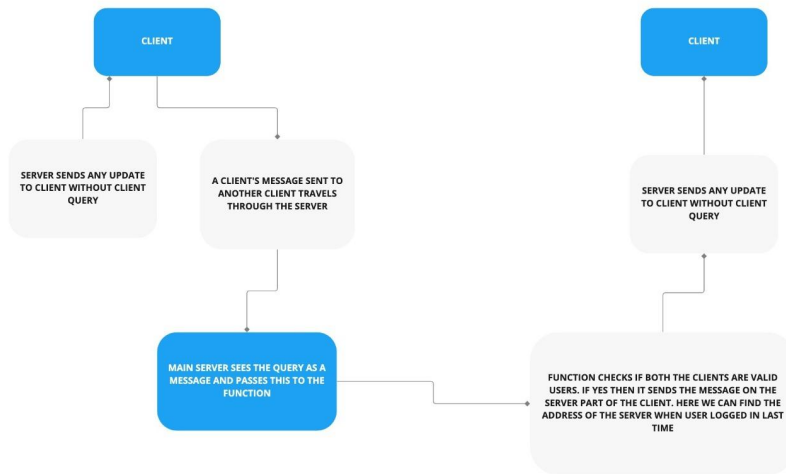 CLIENT
CLIENT
SERVER SENDS ANY UPDATE
TO CLIENT WITHOUT CLIENT
QUERY
A CLIENT'S MESSAGE SENT TO
ANOTHER CLIENT TRAVELS
THROUGH THE SERVER
SERVER SENDS ANY UPDATE
TO CLIENT WITHOUT CLIENT
QUERY
MAIN SERVER SEES THE QUERY AS A
MESSAGE AND PASSES THIS TO THE
FUNCTION
FUNCTION CHECKS IF BOTH THE CLIENTS ARE VALID
USERS. IF YES THEN IT SENDS THE MESSAGE ON THE
SERVER PART OF THE CLIENT. HERE WE CAN FIND THE
ADDRESS OF THE SERVER WHEN USER LOGGED IN LAST
TIME